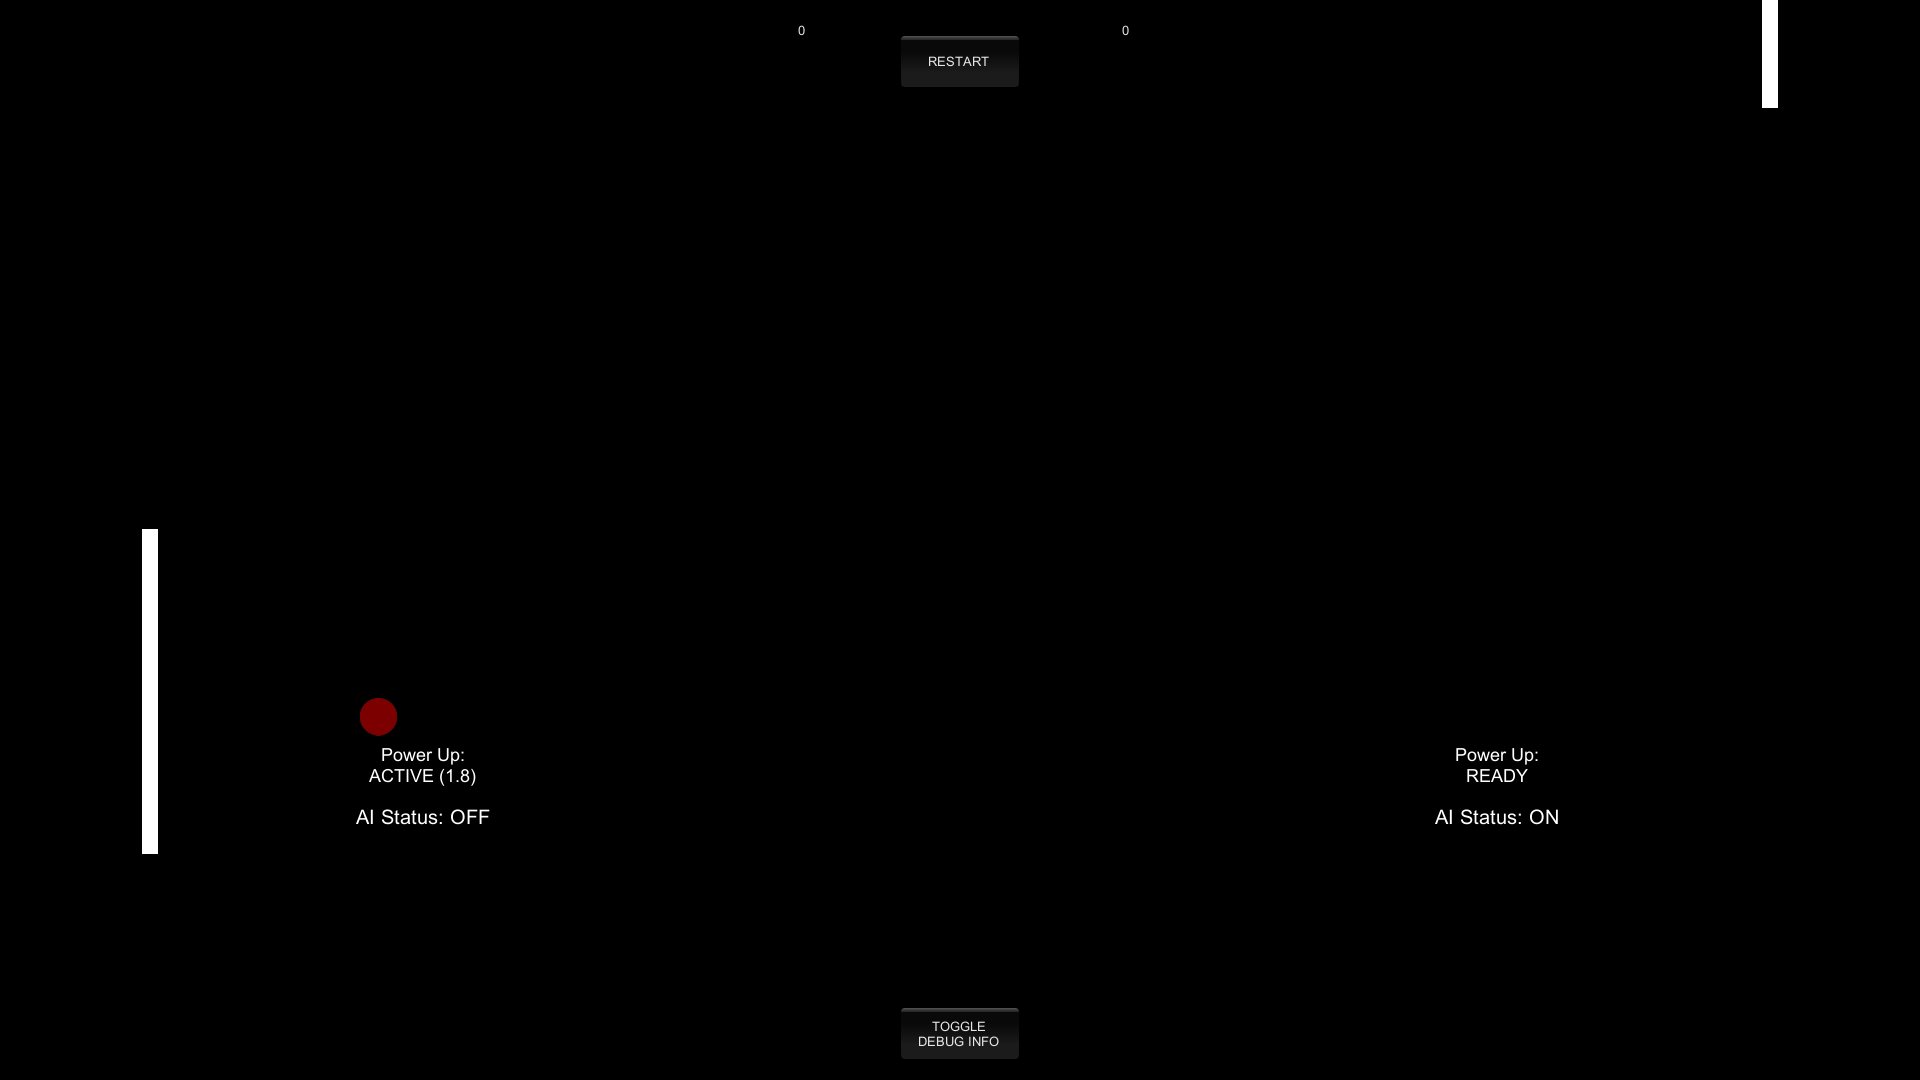 0
0
RESTART
Power Up:
ACTIVE (1.8)
AI Status: OFF
Power Up:
READY
AI Status: ON
TOGGLE
DEBUG INFO